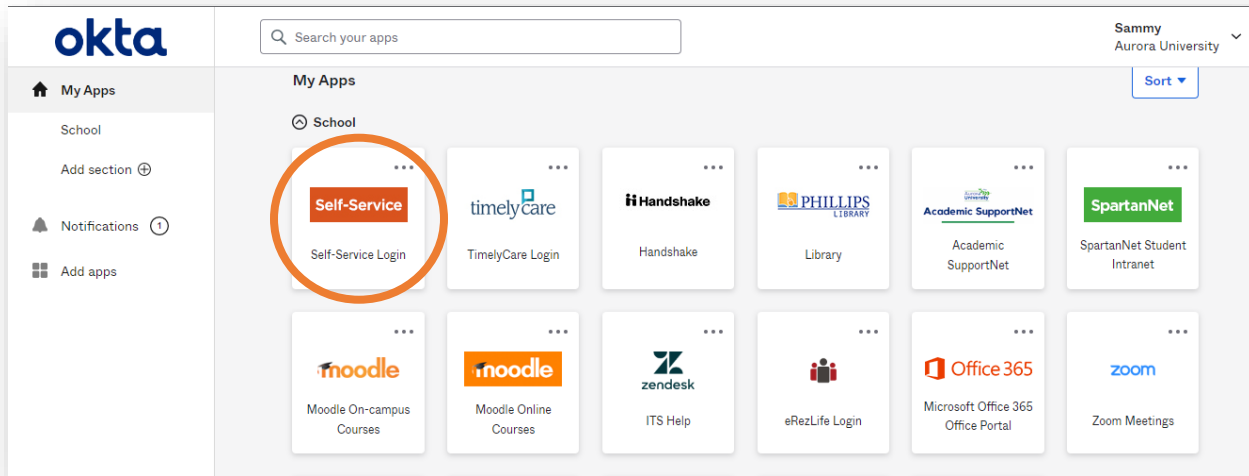 okta
Search your apps
Sammy
Aurora University
My Apps
School
Add section
Notifications 1
Add apps
My Apps
Sort
School
Self-Service
Self-Service Login
timelycare
TimelyCare Login
Handshake
Handshake
PHILLIPS
LIBRARY
Library
Aurora
University
Academic SupportNet
Academic
SupportNet
SpartanNet
SpartanNet Student
Intranet
moodle
Moodle On-campus
Courses
moodle
Moodle Online
Courses
zendesk
ITS Help
eRezLife Login
Office 365
Microsoft Office 365
Office Portal
zoom
Zoom Meetings